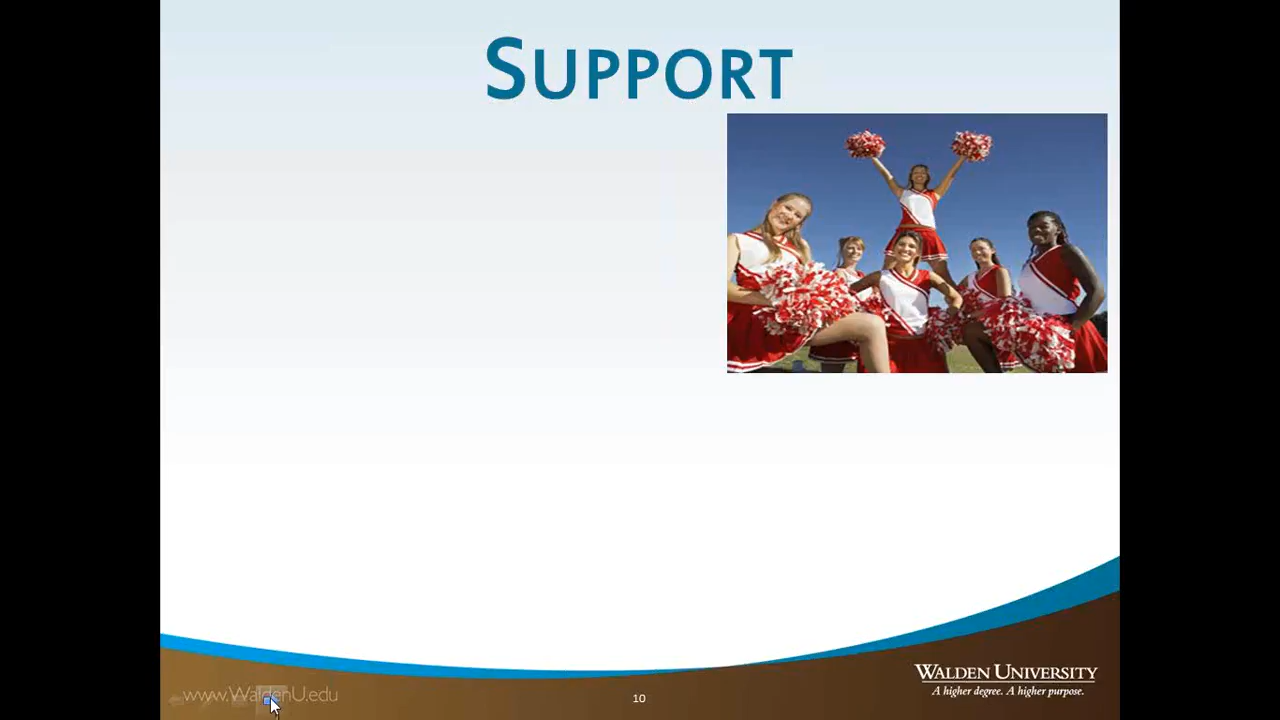 SUPPORT
www.WaldenU.edu
10
WALDEN UNIVERSITY
A higher degree. A higher purpose.